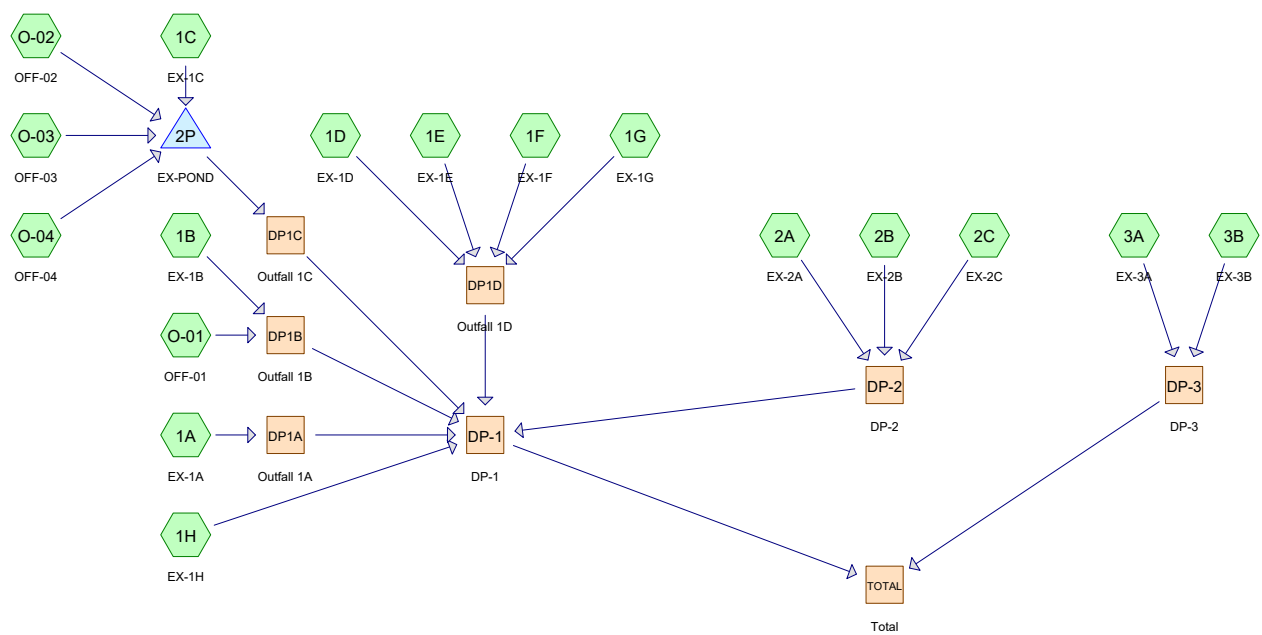 O-02
OFF-02
1C
EX-1C
O-03
OFF-03
2P
EX-POND
1D
EX-1D
1E
EX-1E
1F
EX-1F
1G
EX-1G
O-04
OFF-04
1B
EX-1B
DP1C
Outfall 1C
DP1D
Outfall 1D
2A
EX-2A
2B
EX-2B
2C
EX-2C
3A
EX-3A
3B
EX-3B
O-01
OFF-01
DP1B
Outfall 1B
DP-2
DP-2
DP-3
DP-3
1A
EX-1A
DP1A
Outfall 1A
DP-1
DP-1
1H
EX-1H
TOTAL
Total